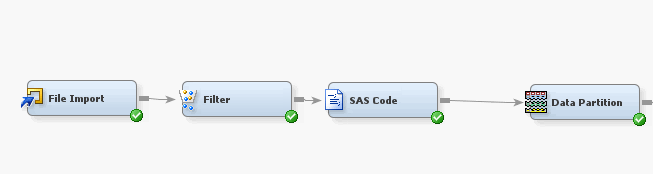 File Import
Filter
SAS Code
Data Partition